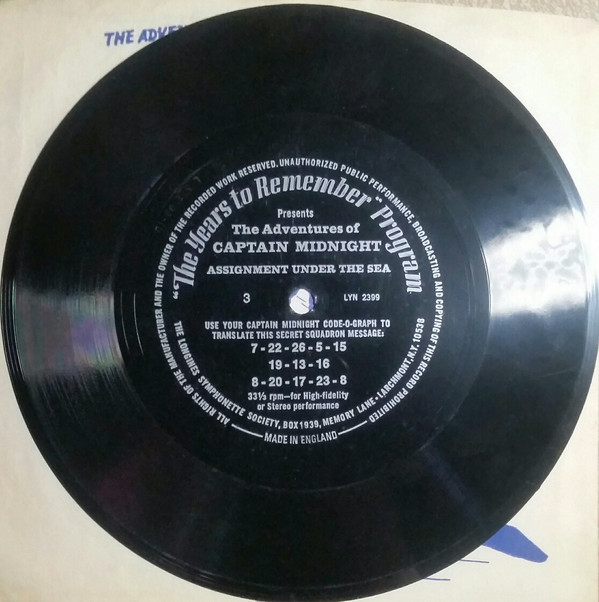 THE ADVE
ALL RIGHTS OF THE MANUFACTURER AND THE OWNER OF THE RECORDED WORK RESERVED. UNAUTHORIZED PUBLIC PERFORMANCE, BROADCASTING AND COPYING OF THIS RECORD PROHIBITED
"The Years to Remember" Program
Presents
The Adventures of
CAPTAIN MIDNIGHT
ASSIGNMENT UNDER THE SEA
3
LYN 2399
USE YOUR CAPTAIN MIDNIGHT CODE-O-GRAPH TO
TRANSLATE THIS SECRET SQUADRON MESSAGE:
7-22-26-5-15
19-13-16
8-20-17-23-8
33⅓ rpm—for High-fidelity
or Stereo performance
THE LONGINES SYMPHONETTE SOCIETY, BOX 1939, MEMORY LANE-LARCHMONT, N.Y. 10538
MADE IN ENGLAND